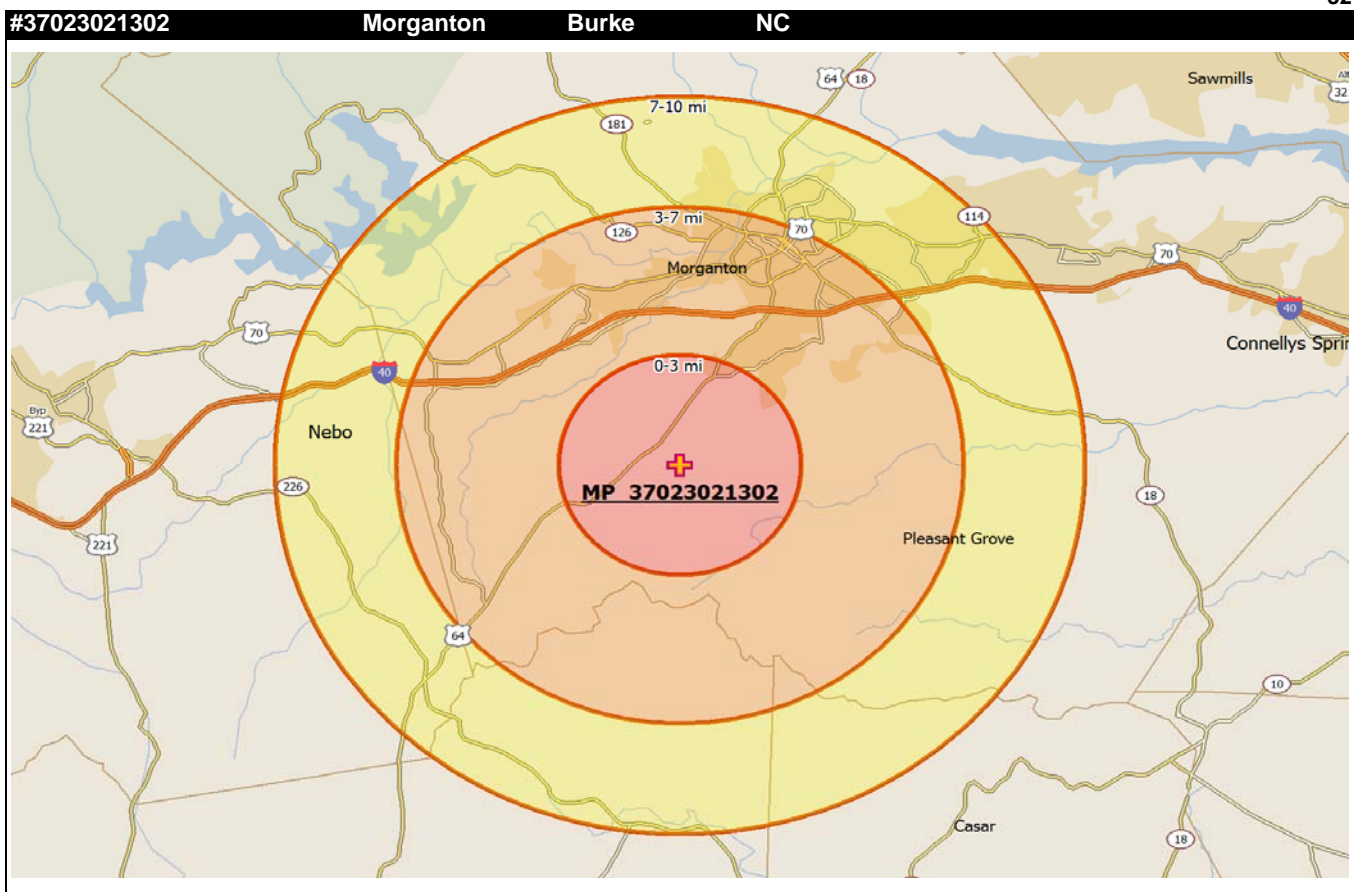 #37023021302 Morganton Burke NC
64 18
Sawmills
7-10 mi
181
3-7 mi
114
126
70
70
Morganton
40
70
Connellys Sprin
0-3 mi
40
Byp
221
Nebo
MP 37023021302
226
18
221
Pleasant Grove
64
10
Casar
18